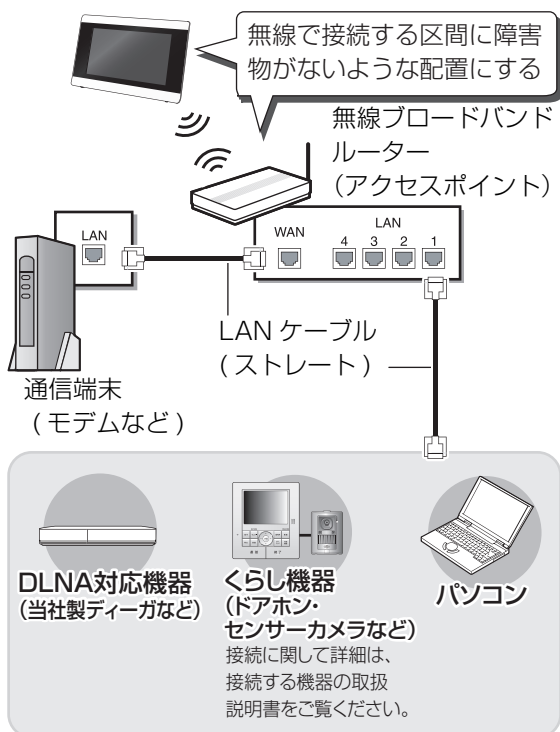 無線で接続する区間に障害
物がないような配置にする
無線ブロードバンド
ルーター
（アクセスポイント）
LAN
WAN
LAN
4 3 2 1
LAN ケーブル
( ストレート )
通信端末
( モデムなど )
DLNA対応機器
(当社製ディーガなど)
くらし機器
(ドアホン・
センサーカメラなど)
接続に関して詳細は、
接続する機器の取扱
説明書をご覧ください。
パソコン